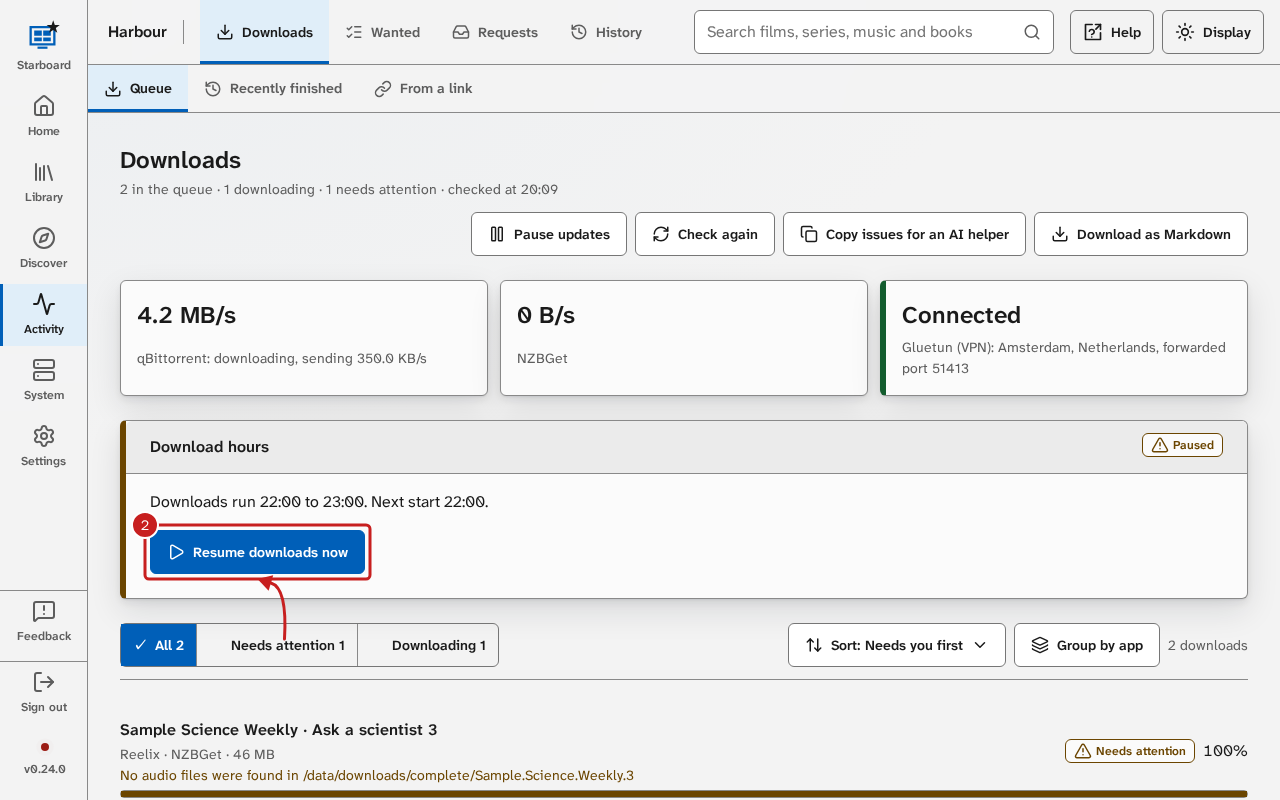 Starboard
Home
Library
Discover
Activity
System
Settings
Feedback
Sign out
v0.24.0
Harbour
Downloads
Wanted
Requests
History
Search films, series, music and books
Help
Display
Queue
Recently finished
From a link
Downloads
2 in the queue · 1 downloading · 1 needs attention · checked at 20:09
Pause updates
Check again
Copy issues for an AI helper
Download as Markdown
4.2 MB/s
qBittorrent: downloading, sending 350.0 KB/s
0 B/s
NZBGet
Connected
Gluetun (VPN): Amsterdam, Netherlands, forwarded
port 51413
Download hours
Paused
Downloads run 22:00 to 23:00. Next start 22:00.
2
Resume downloads now
✓ All 2
Needs attention 1
Downloading 1
Sort: Needs you first
Group by app
2 downloads
Sample Science Weekly · Ask a scientist 3
Reelix · NZBGet · 46 MB
No audio files were found in /data/downloads/complete/Sample.Science.Weekly.3
Needs attention
100%